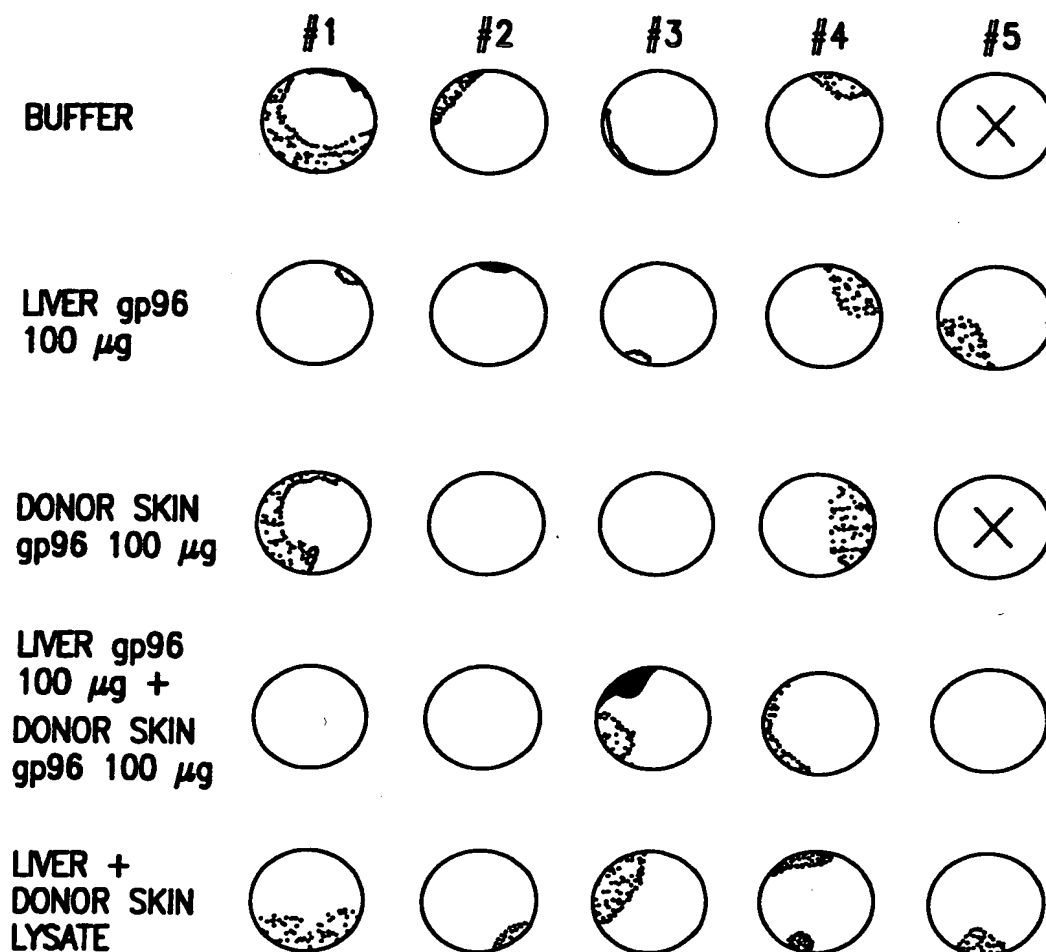 #1 #2 #3 #4 #5
BUFFER
LIVER gp96
100 μg
DONOR SKIN
gp96 100 μg
LIVER gp96
100 μg +
DONOR SKIN
gp96 100 μg
LIVER +
DONOR SKIN
LYSATE